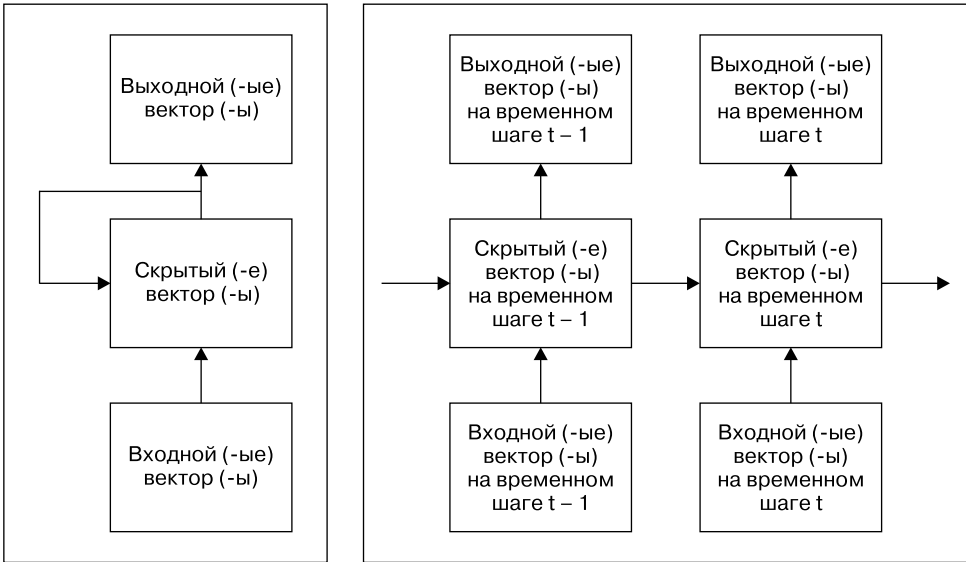 Выходной (-ые)
вектор (-ы)
Скрытый (-е)
вектор (-ы)
Входной (-ые)
вектор (-ы)
Выходной (-ые)
вектор (-ы)
на временном
шаге t – 1
Выходной (-ые)
вектор (-ы)
на временном
шаге t
Скрытый (-е)
вектор (-ы)
на временном
шаге t – 1
Скрытый (-е)
вектор (-ы)
на временном
шаге t
Входной (-ые)
вектор (-ы)
на временном
шаге t – 1
Входной (-ые)
вектор (-ы)
на временном
шаге t